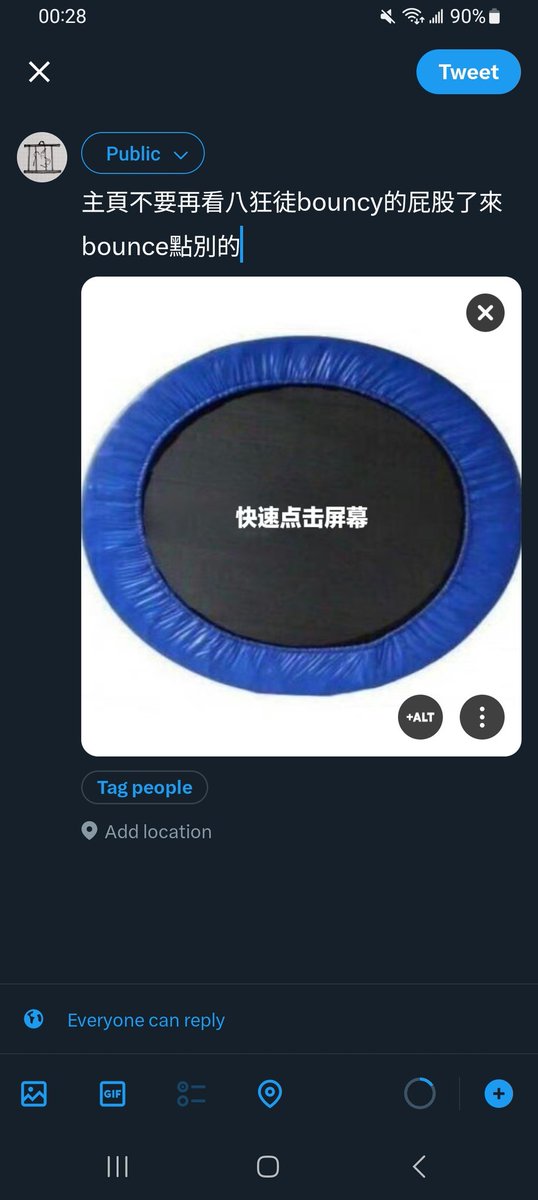 00:28
90%
Tweet
Public
主頁不要再看八狂徒bouncy的屁股了來
bounce點別的
快速点击屏幕
+ALT
Tag people
Add location
Everyone can reply
GIF